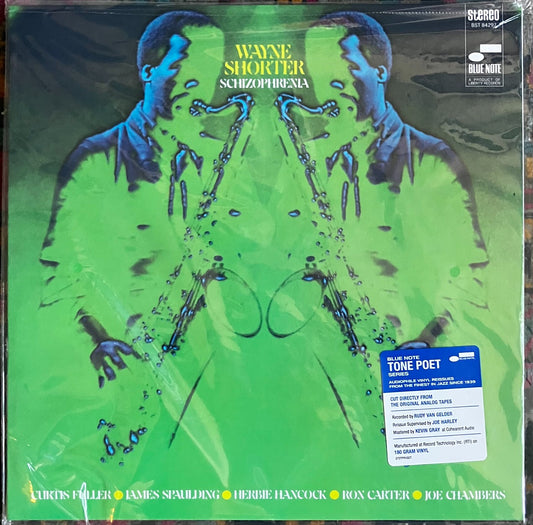 WAYNE
SHORTER
SCHIZOPHRENIA
stereo
BST 84297
BLUE NOTE
A PRODUCT OF
LIBERTY RECORDS
BLUE NOTE
TONE POET
SERIES
BLUE NOTE
AUDIOPHILE VINYL REISSUES
FROM THE FINEST IN JAZZ SINCE 1939
CUT DIRECTLY FROM
THE ORIGINAL ANALOG TAPES
Recorded by RUDY VAN GELDER
Reissue Supervised by JOE HARLEY
Mastered by KEVIN GRAY at Cohearent Audio
Manufactured at Record Technology Inc. (RTI) on
180 GRAM VINYL
CURTIS FULLER ● JAMES SPAULDING ● HERBIE HANCOCK ● RON CARTER ● JOE CHAMBERS